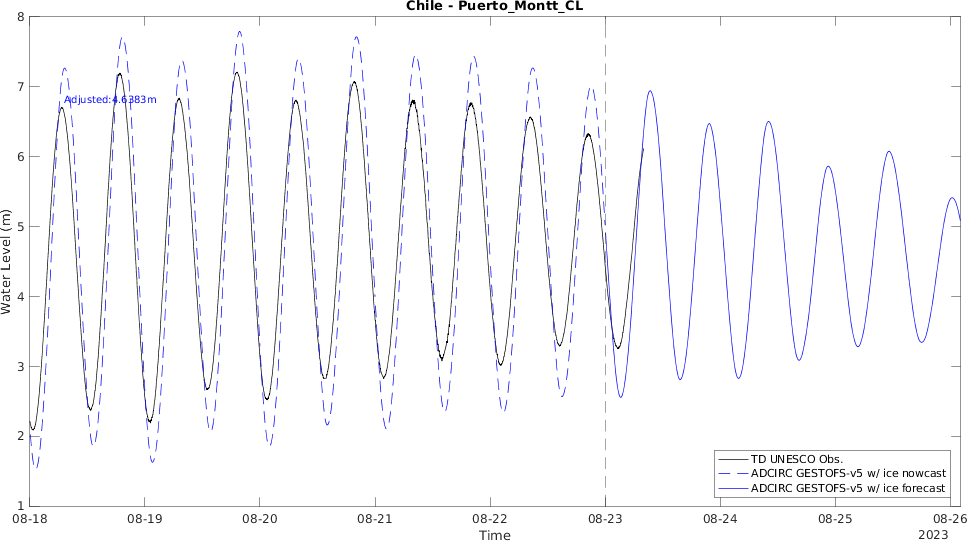 Chile - Puerto_Montt_CL
8
7
6
5
4
3
2
1
Water Level (m)
Adjusted:4.6383m
TD UNESCO Obs.
ADCIRC GESTOFS-v5 w/ ice nowcast
ADCIRC GESTOFS-v5 w/ ice forecast
08-18 08-19 08-20 08-21 08-22 08-23 08-24 08-25 08-26
Time
2023